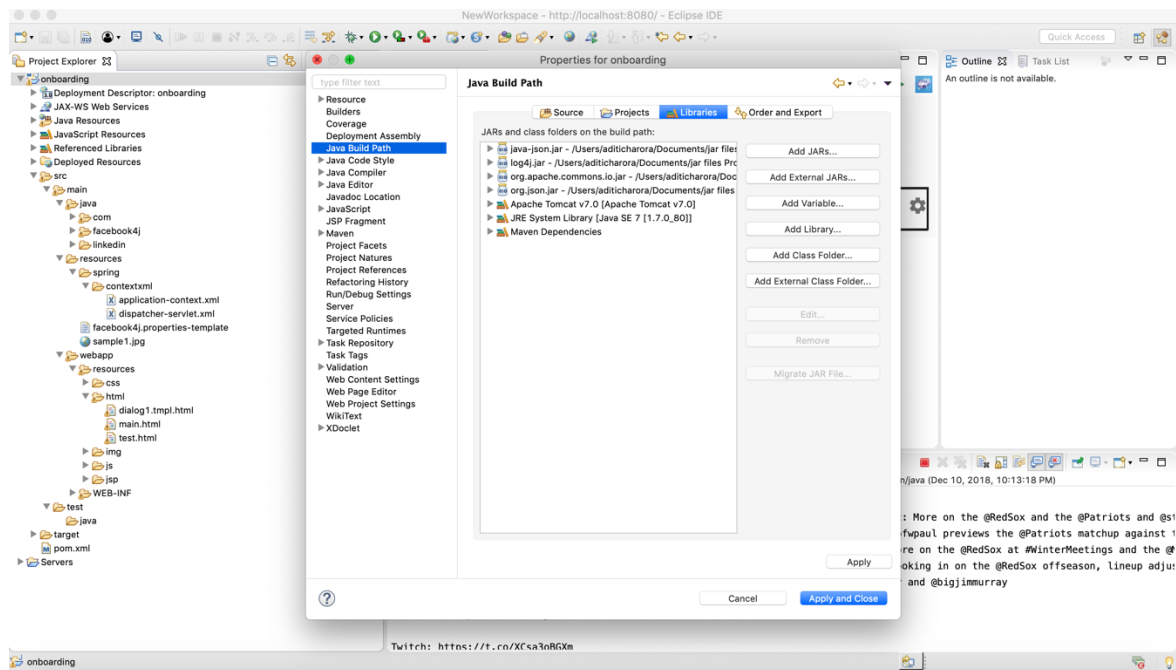 NewWorkspace - http://localhost:8080/ - Eclipse IDE
Quick Access
Project Explorer
onboarding
Deployment Descriptor: onboarding
JAX-WS Web Services
Java Resources
JavaScript Resources
Referenced Libraries
Deployed Resources
src
main
java
com
facebook4j
linkedin
resources
spring
contextxml
application-context.xml
dispatcher-servlet.xml
facebook4j.properties-template
sample1.jpg
webapp
resources
css
html
dialog1.tmpl.html
main.html
test.html
img
js
jsp
WEB-INF
test
java
target
pom.xml
Servers
Properties for onboarding
type filter text
Resource
Builders
Coverage
Deployment Assembly
Java Build Path
Java Code Style
Java Compiler
Java Editor
Javadoc Location
JavaScript
JSP Fragment
Maven
Project Facets
Project Natures
Project References
Refactoring History
Run/Debug Settings
Server
Service Policies
Targeted Runtimes
Task Repository
Task Tags
Validation
Web Content Settings
Web Page Editor
Web Project Settings
WikiText
XDoclet
Java Build Path
Source Projects Libraries Order and Export
JARs and class folders on the build path:
java-json.jar - /Users/aditicharora/Documents/jar files
log4j.jar - /Users/aditicharora/Documents/jar files Pro
org.apache.commons.io.jar - /Users/aditicharora/Doc
org.json.jar - /Users/aditicharora/Documents/jar files
Apache Tomcat v7.0 [Apache Tomcat v7.0]
JRE System Library [Java SE 7 [1.7.0_80]]
Maven Dependencies
Add JARs...
Add External JARs...
Add Variable...
Add Library...
Add Class Folder...
Add External Class Folder...
Edit...
Remove
Migrate JAR File...
Apply
Cancel Apply and Close
Outline Task List
An outline is not available.
n/java (Dec 10, 2018, 10:13:18 PM)
: More on the @RedSox and the @Patriots and @st
fwpaul previews the @Patriots matchup against
re on the @RedSox at #WinterMeetings and the
oking in on the @RedSox offseason, lineup adju
and @bigjimmurray
Twitch: https://t.co/XCsa3oBGXm
onboarding